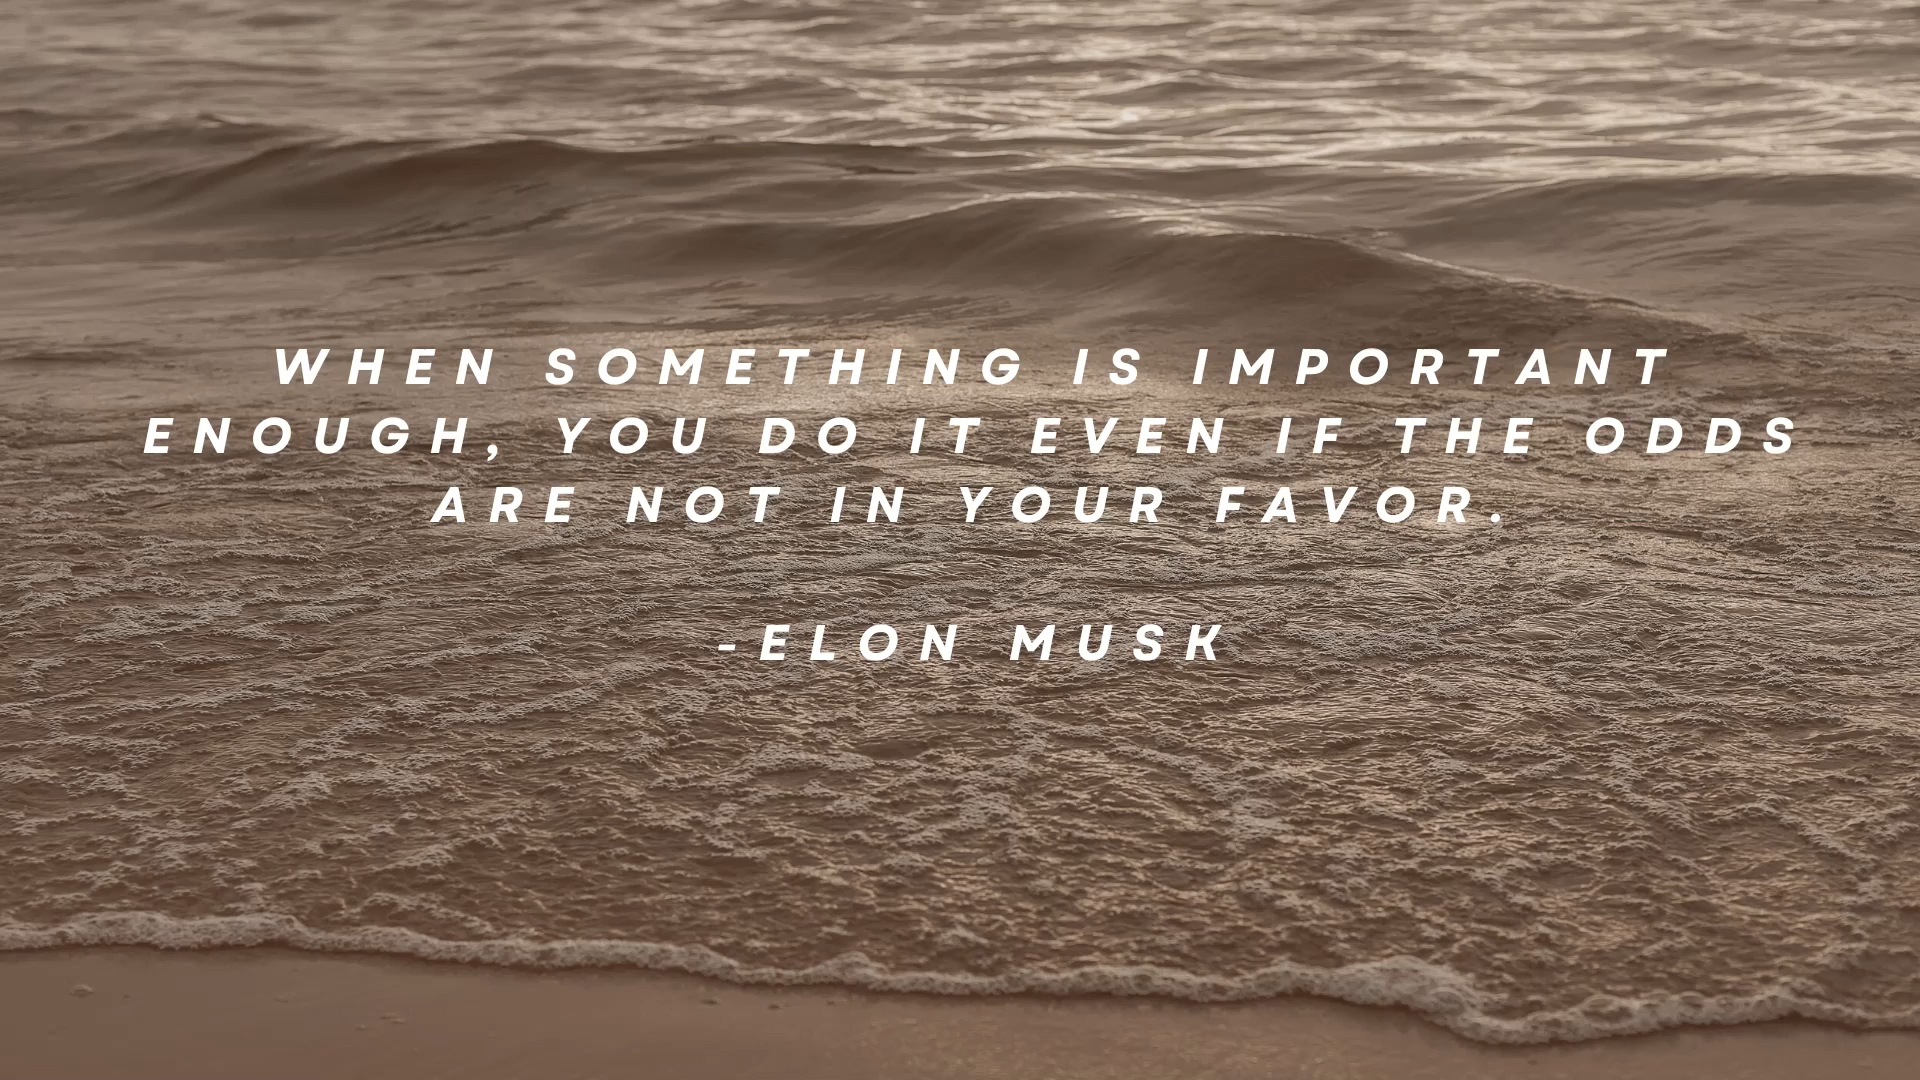 WHEN SOMETHING IS IMPORTANT
ENOUGH, YOU DO IT EVEN IF THE ODDS
ARE NOT IN YOUR FAVOR.
-ELON MUSK